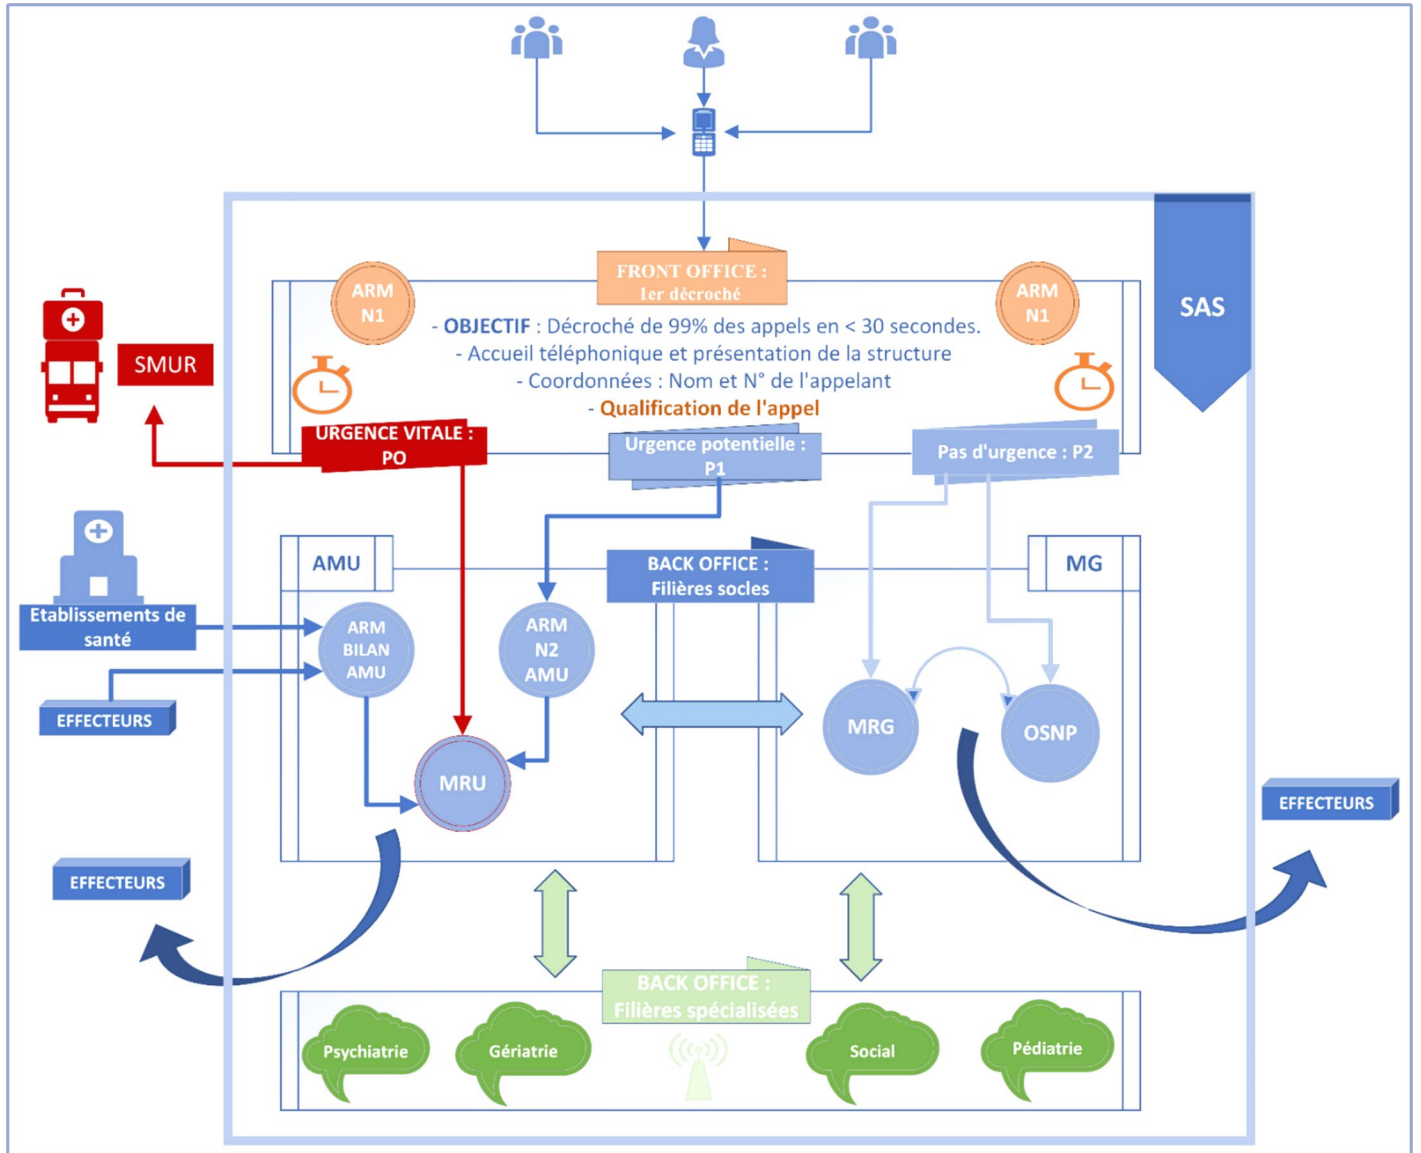 SAS
FRONT OFFICE :
1er décroché
ARM
N1
ARM
N1
- OBJECTIF : Décroché de 99% des appels en < 30 secondes.
- Accueil téléphonique et présentation de la structure
- Coordonnées : Nom et N° de l'appelant
- Qualification de l'appel
SMUR
URGENCE VITALE :
PO
Urgence potentielle :
P1
Pas d'urgence : P2
AMU
BACK OFFICE :
Filières socles
MG
Etablissements de
santé
ARM
BILAN
AMU
ARM
N2
AMU
EFFECTEURS
MRU
MRG
OSNP
EFFECTEURS
EFFECTEURS
BACK OFFICE :
Filières spécialisées
Psychiatrie
Gériatrie
Social
Pédiatrie